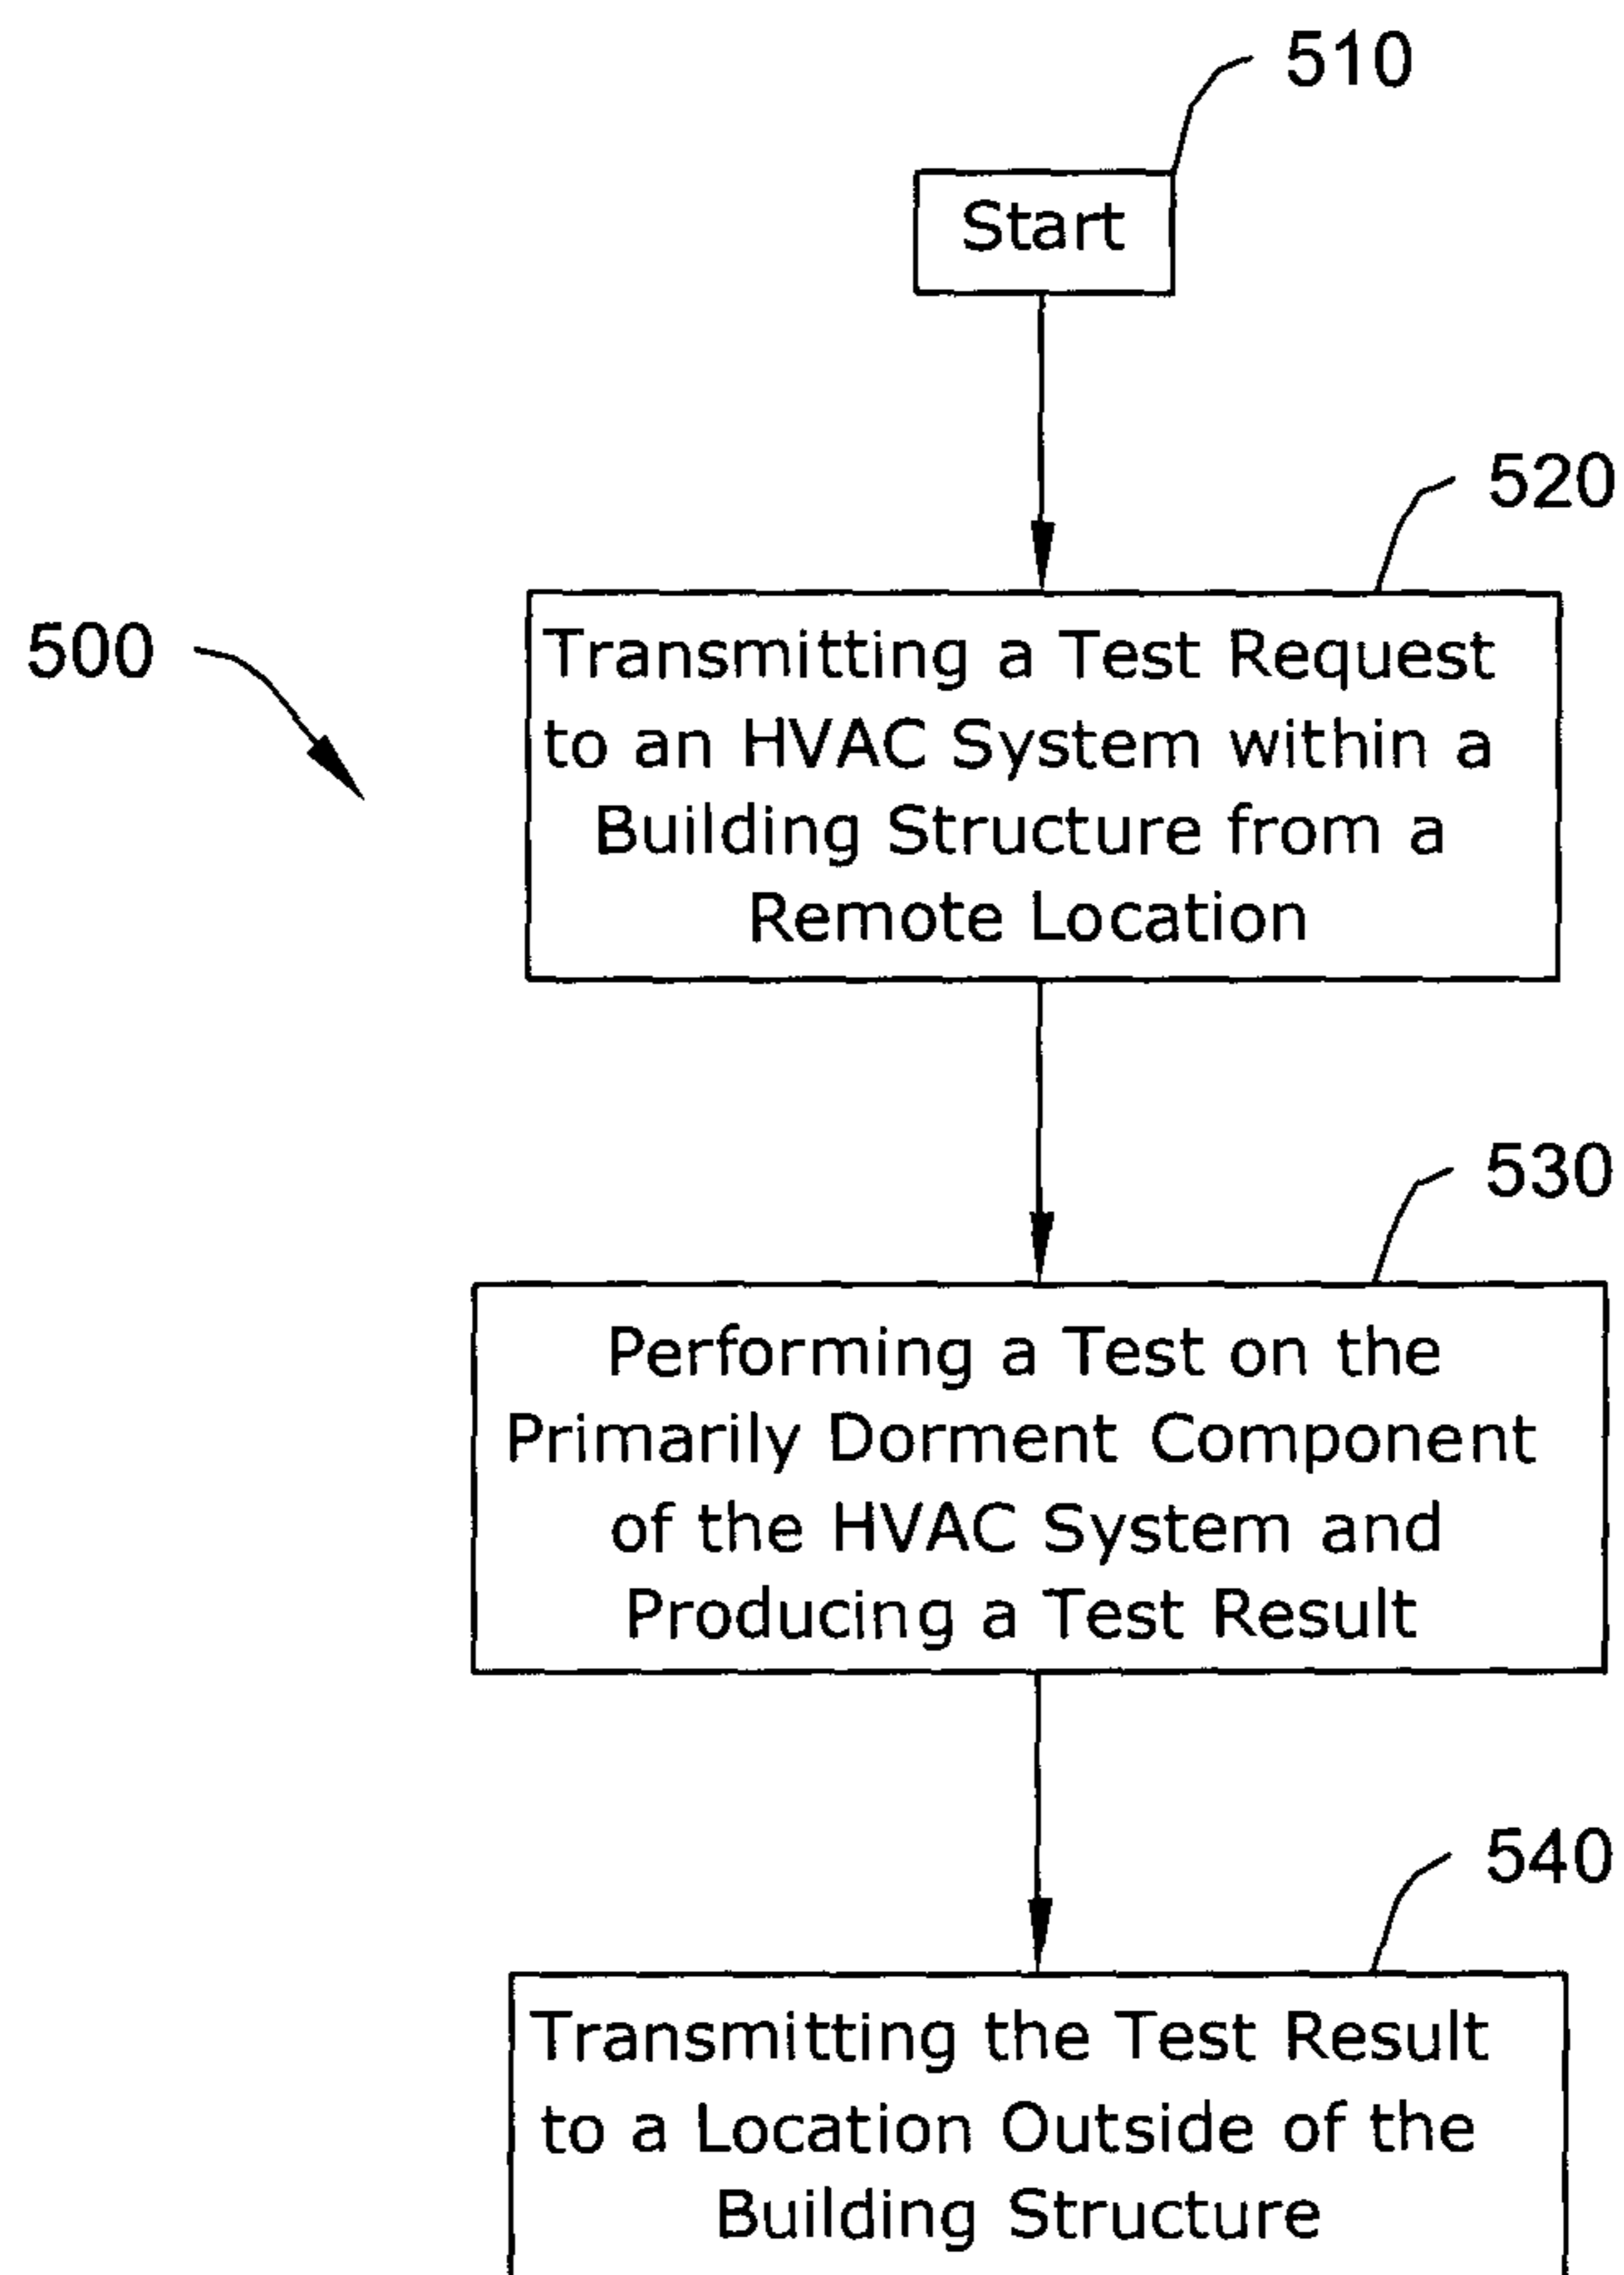 510
Start
520
500
Transmitting a Test Request
to an HVAC System within a
Building Structure from a
Remote Location
530
Performing a Test on the
Primarily Dorment Component
of the HVAC System and
Producing a Test Result
540
Transmitting the Test Result
to a Location Outside of the
Building Structure